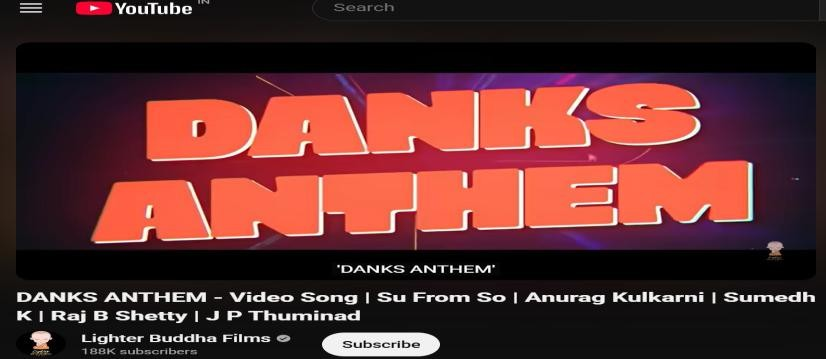 YouTube IN
Search
DANKS
ANTHEM
'DANKS ANTHEM'
DANKS ANTHEM - Video Song | Su From So | Anurag Kulkarni | Sumedh
K | Raj B Shetty | J P Thuminad
Lighter Buddha Films
188K subscribers
Subscribe